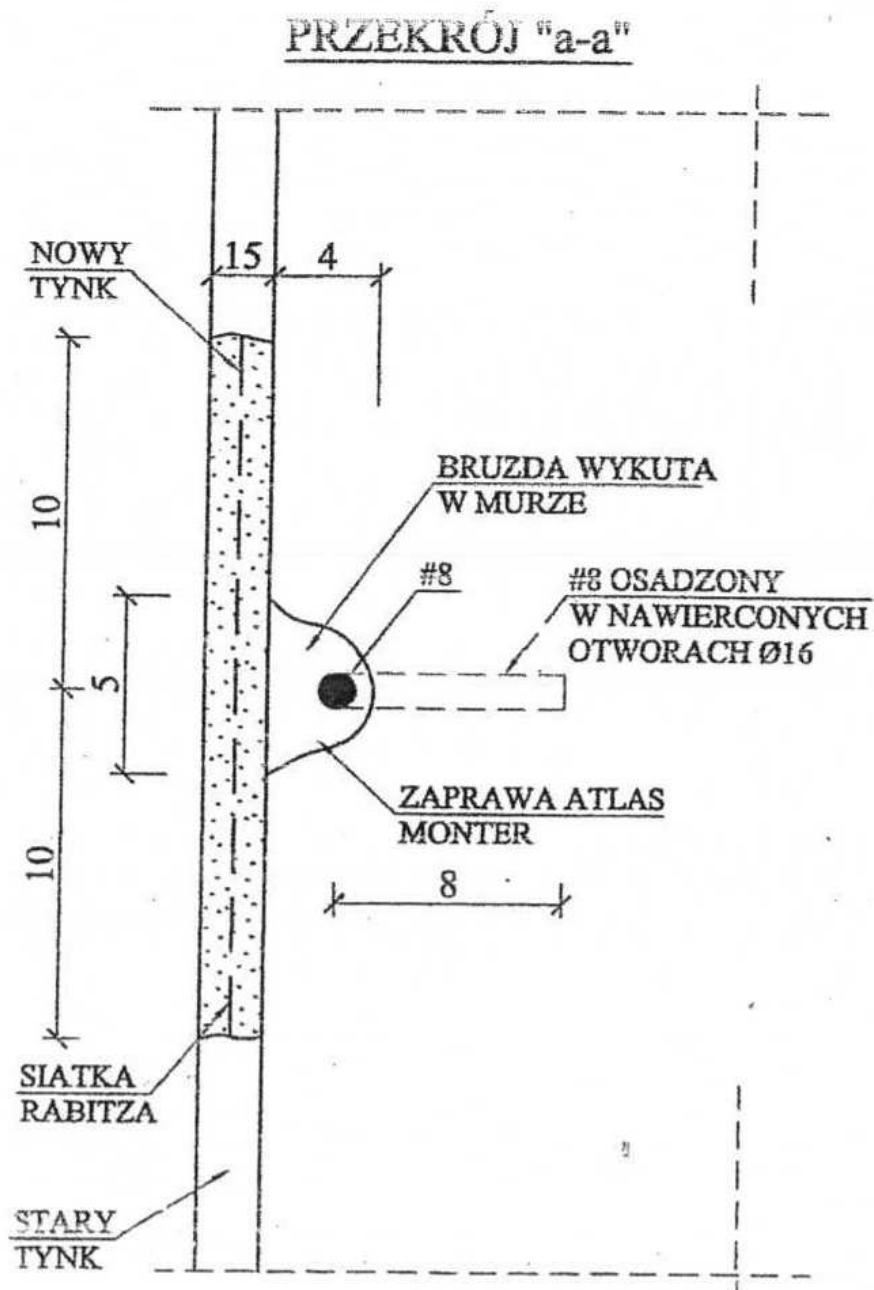 PRZEKRÓJ "a-a"
NOWY
TYNK
15
4
10
BRUZDA WYKUTA
W MURZE
#8
#8 OSADZONY
W NAWIERCONYCH
OTWORACH Ø16
5
ZAPRAWA ATLAS
MONTER
10
8
SIATKA
RABITZA
STARY
TYNK